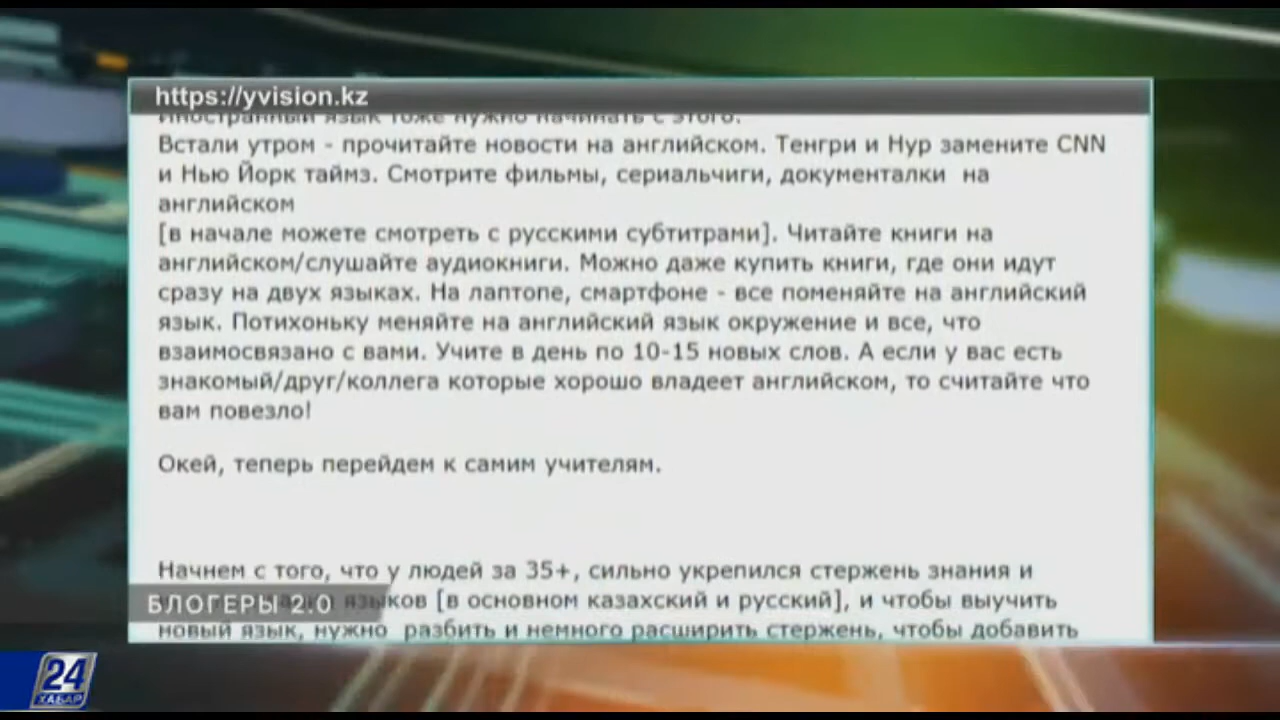 https://yvision.kz
Иностранный язык тоже нужно начинать с этого.
Встали утром - прочитайте новости на английском. Тенгри и Нур замените CNN
и Нью Йорк таймз. Смотрите фильмы, сериальчиги, документалки на
английском
[в начале можете смотреть с русскими субтитрами]. Читайте книги на
английском/слушайте аудиокниги. Можно даже купить книги, где они идут
сразу на двух языках. На лаптопе, смартфоне - все поменяйте на английский
язык. Потихоньку меняйте на английский язык окружение и все, что
взаимосвязано с вами. Учите в день по 10-15 новых слов. А если у вас есть
знакомый/друг/коллега которые хорошо владеет английском, то считайте что
вам повезло!
Окей, теперь перейдем к самим учителям.
Начнем с того, что у людей за 35+, сильно укрепился стержень знания и
языков [в основном казахский и русский], и чтобы выучить
БЛОГЕРЫ 2.0
новый язык, нужно разбить и немного расширить стержень, чтобы добавить
24
ХАБАР